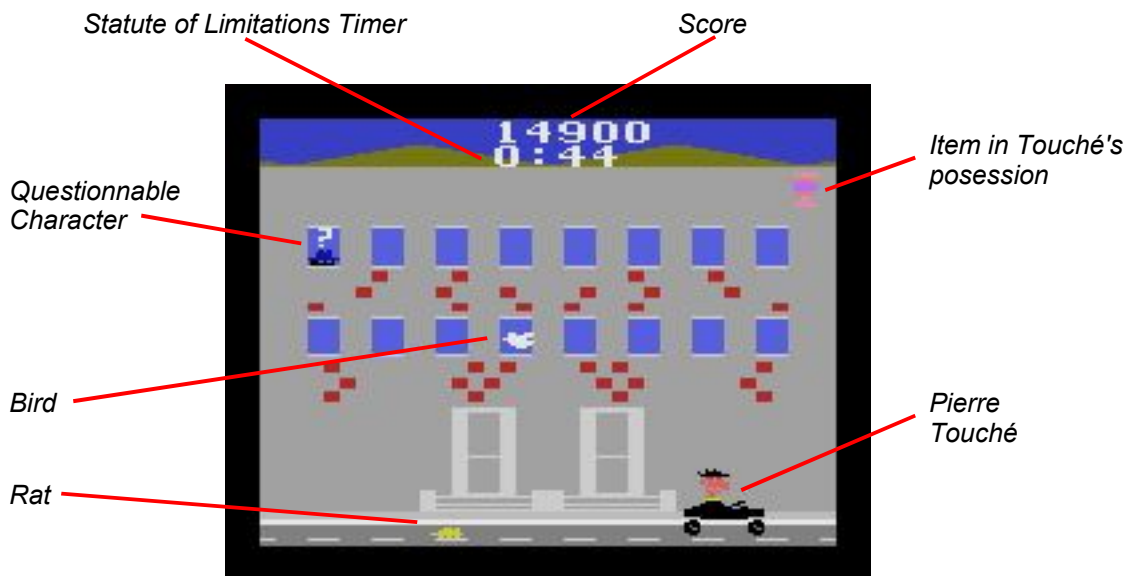 Statute of Limitations Timer
Score
14900
0:44
Item in Touché's
posession
Questionnable
Character
?
Bird
Pierre
Touché
Rat